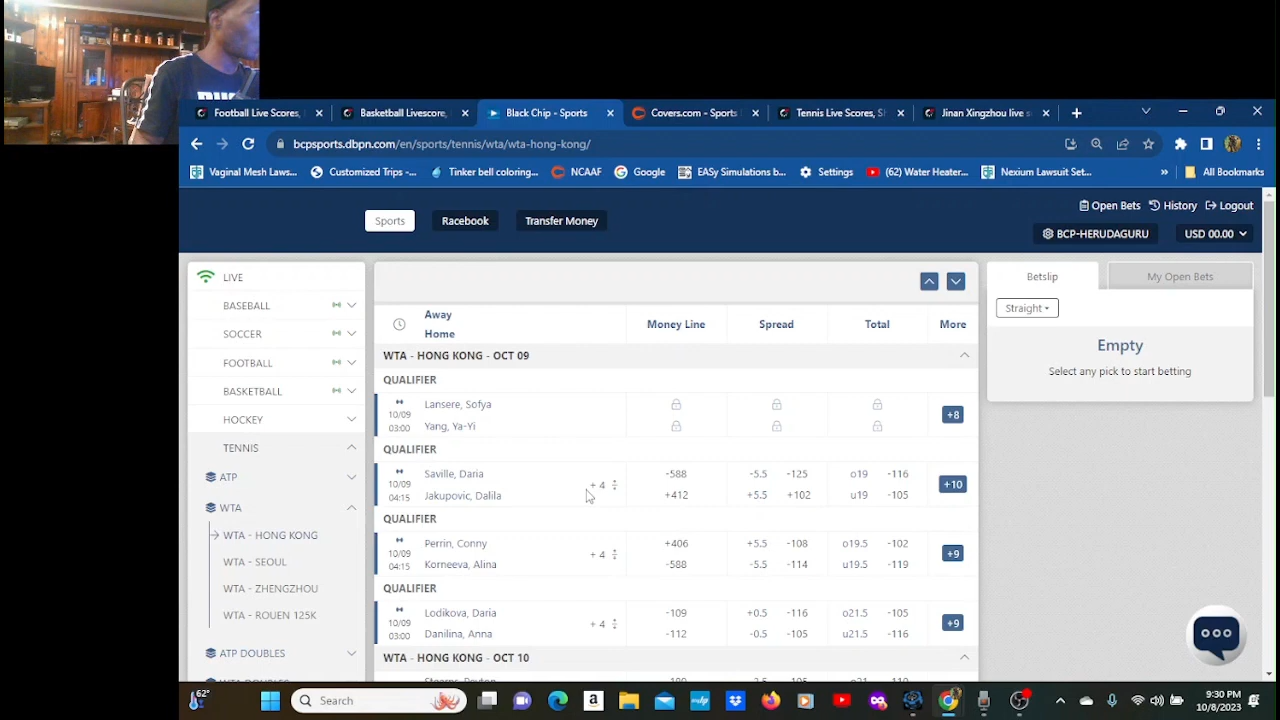 Football Live Scores,
Basketball Livescore,
Black Chip - Sports
Covers.com - Sports
Tennis Live Scores, S
Jinan Xingzhou live s
bcpsports.dbpn.com/en/sports/tennis/wta/wta-hong-kong/
Vaginal Mesh Laws...
Customized Trips -...
Tinker bell coloring...
NCAAF
Google
EASy Simulations b...
Settings
(62) Water Heater...
Nexium Lawsuit Set...
»
All Bookmarks
Sports
Racebook
Transfer Money
Open Bets
History
Logout
BCP-HERUDAGURU
USD 00.00
LIVE
BASEBALL
SOCCER
FOOTBALL
BASKETBALL
HOCKEY
TENNIS
ATP
WTA
WTA - HONG KONG
WTA - SEOUL
WTA - ZHENGZHOU
WTA - ROUEN 125K
ATP DOUBLES
WTA DOUBLES
Away
Home
Money Line
Spread
Total
More
WTA - HONG KONG - OCT 09
QUALIFIER
10/09
03:00
Lansere, Sofya
Yang, Ya-Yi
+8
QUALIFIER
10/09
04:15
Saville, Daria
Jakupovic, Dalila
+ 4
-588
+412
-5.5 -125
+5.5 +102
o19 -116
u19 -105
+10
QUALIFIER
10/09
04:15
Perrin, Conny
Korneeva, Alina
+ 4
+406
-588
+5.5 -108
-5.5 -114
o19.5 -102
u19.5 -119
+9
QUALIFIER
10/09
03:00
Lodikova, Daria
Danilina, Anna
+ 4
-109
-112
+0.5 -116
-0.5 -105
o21.5 -105
u21.5 -116
+9
WTA - HONG KONG - OCT 10
Stearns, Peyton
Betslip
My Open Bets
Straight
Empty
Select any pick to start betting
62°
Search
9:30 PM
10/8/2023